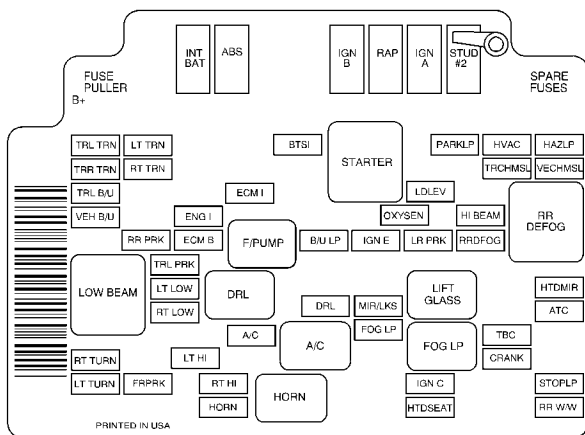 INT BAT
ABS
IGN B
RAP
IGN A
STUD #2
FUSE PULLER
B+
SPARE FUSES
TRL TRN
LT TRN
BTSI
STARTER
PARKLP
HVAC
HAZLP
TRR TRN
RT TRN
TRCHMSL
VECHMSL
TRL B/U
ECM I
LDLEV
RR DEFOG
VEH B/U
ENG I
OXYSEN
HI BEAM
RR PRK
ECM B
F/PUMP
B/U LP
IGN E
LR PRK
RRDFOG
LOW BEAM
TRL PRK
LT LOW
RT LOW
DRL
LIFT GLASS
HTDMIR
DRL
MIR/LKS
ATC
A/C
A/C
FOG LP
FOG LP
TBC
CRANK
RT TURN
LT HI
LT TURN
FRPRK
RT HI
HORN
IGN C
STOPLP
HORN
HTDSEAT
RR W/W
PRINTED IN USA